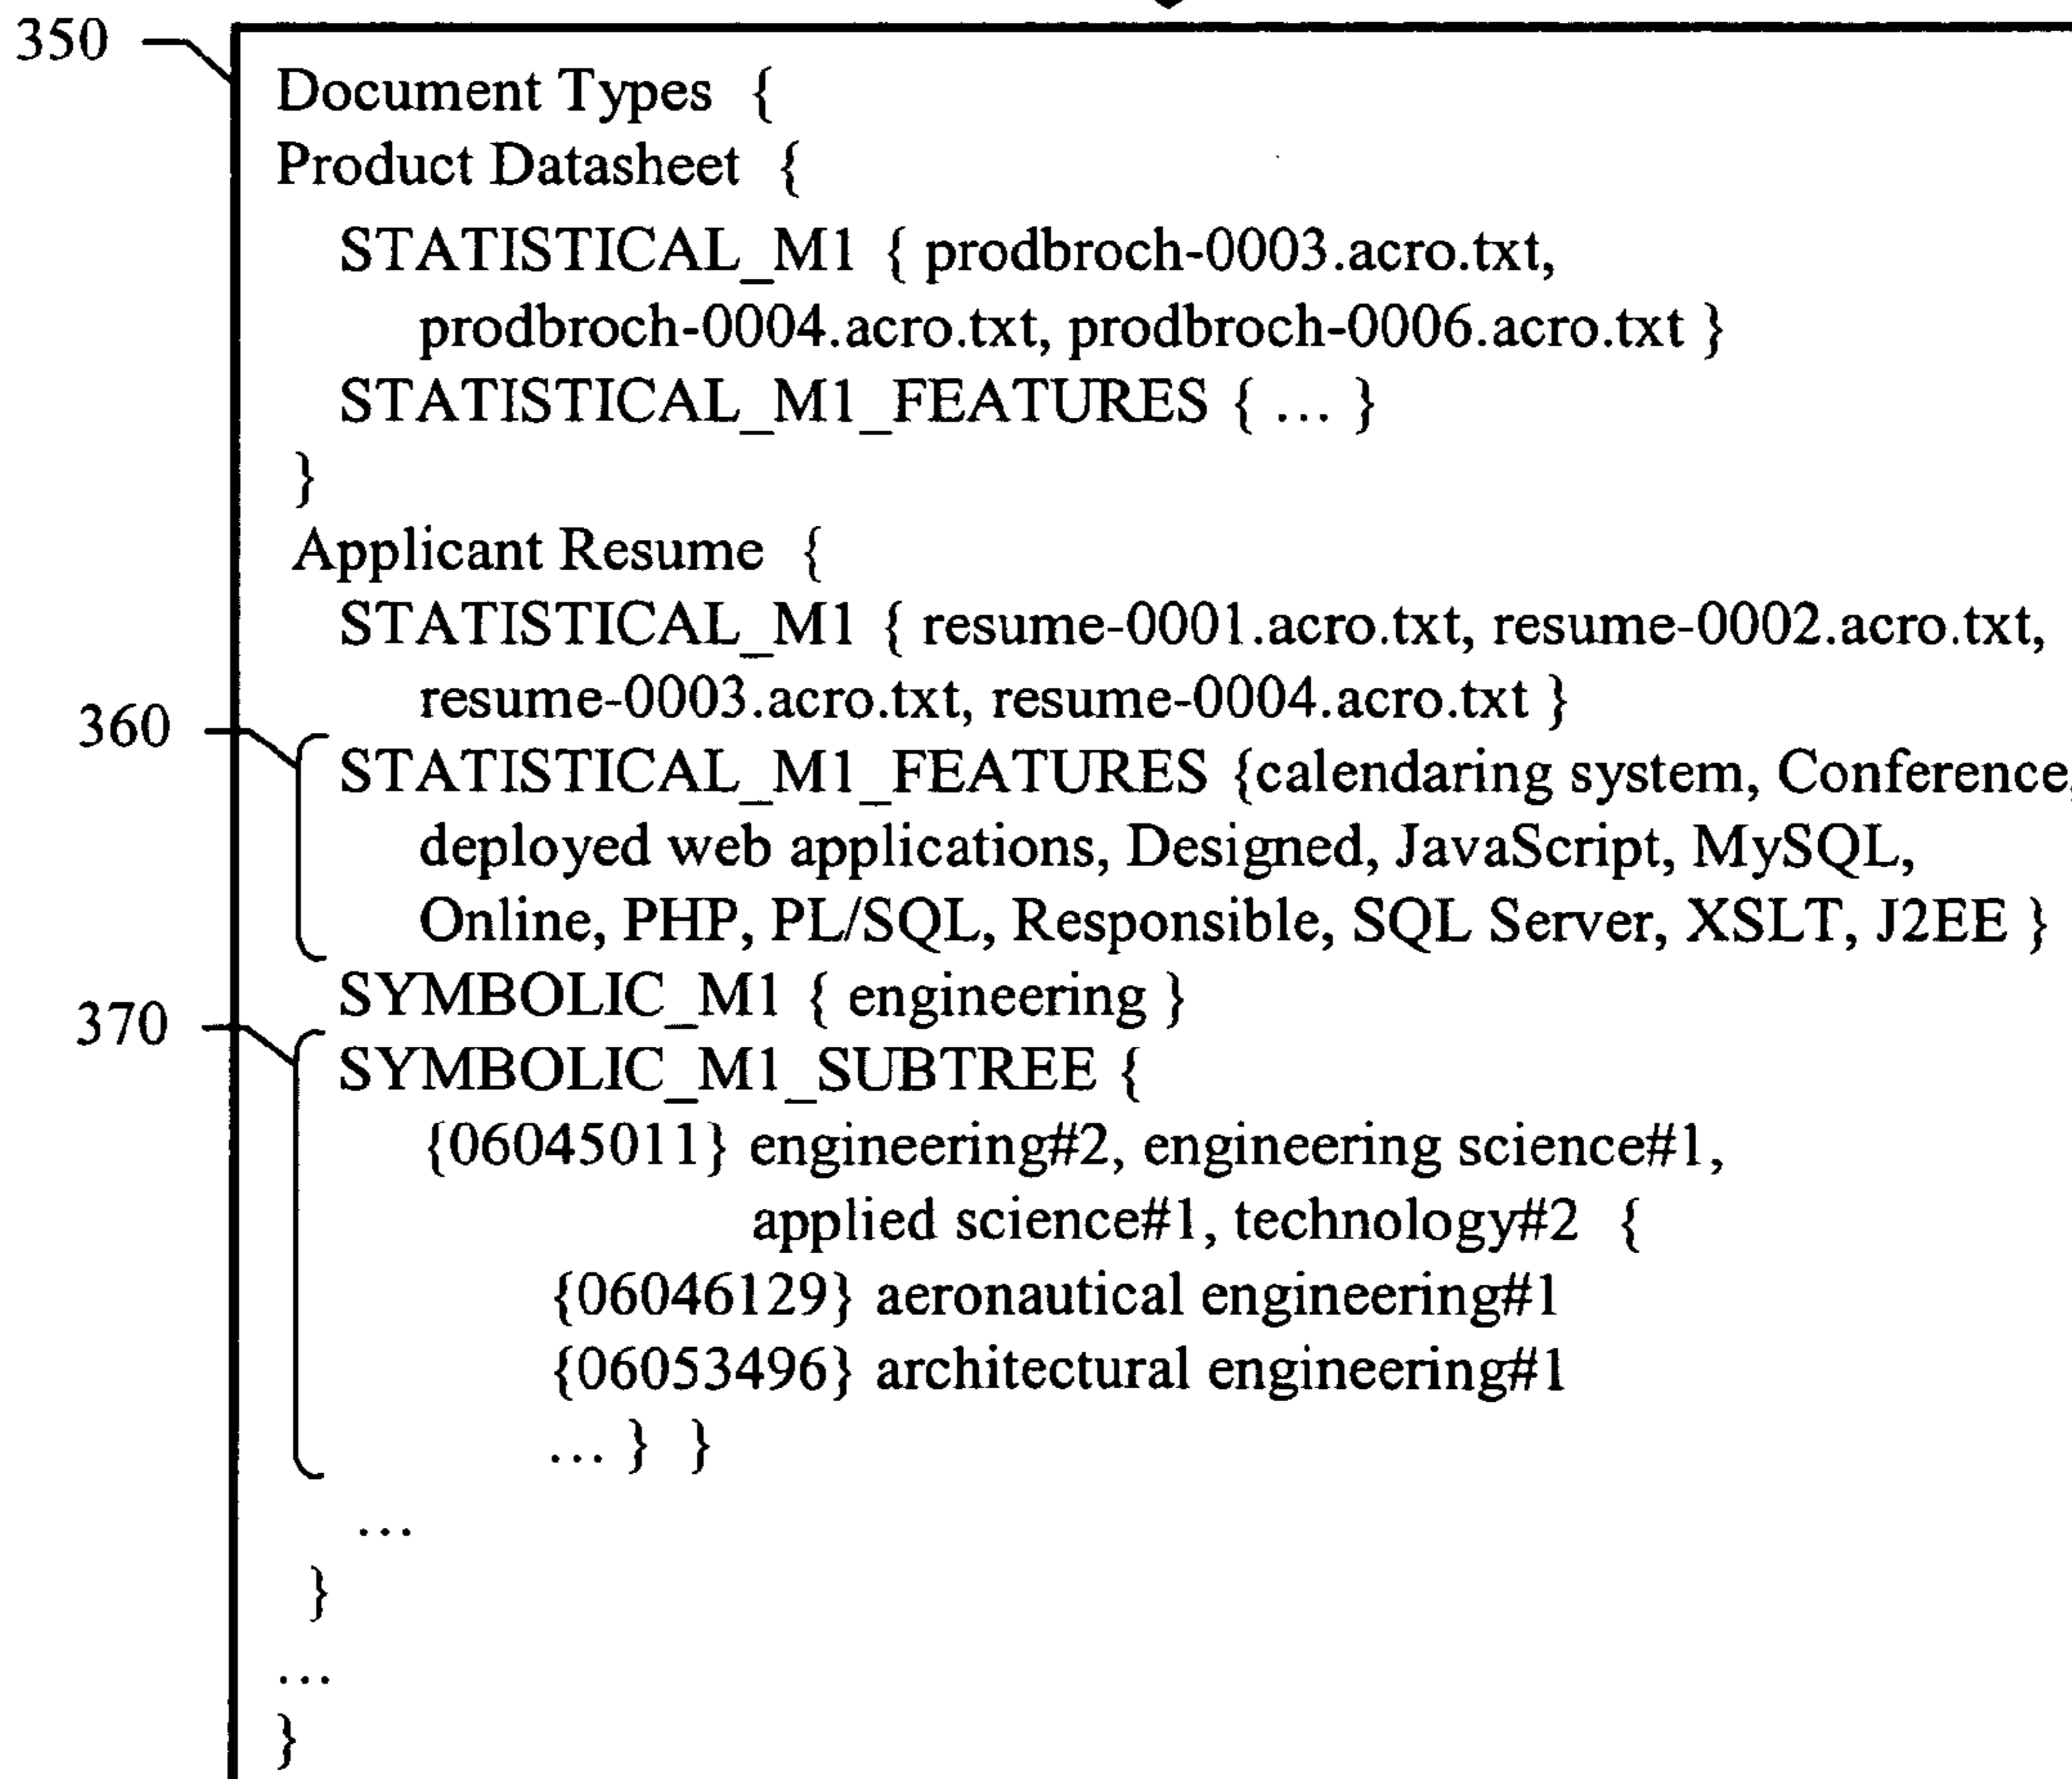 350
Document Types {
Product Datasheet {
STATISTICAL_M1 { prodbroch-0003.acro.txt,
prodbroch-0004.acro.txt, prodbroch-0006.acro.txt }
STATISTICAL_M1_FEATURES { ... }
}
Applicant Resume {
STATISTICAL_M1 { resume-0001.acro.txt, resume-0002.acro.txt,
resume-0003.acro.txt, resume-0004.acro.txt }
360
STATISTICAL_M1_FEATURES {calendaring system, Conference,
deployed web applications, Designed, JavaScript, MySQL,
Online, PHP, PL/SQL, Responsible, SQL Server, XSLT, J2EE }
SYMBOLIC_M1 { engineering }
370
SYMBOLIC_M1_SUBTREE {
{06045011} engineering#2, engineering science#1,
applied science#1, technology#2 {
{06046129} aeronautical engineering#1
{06053496} architectural engineering#1
... } }
...
}
...
}